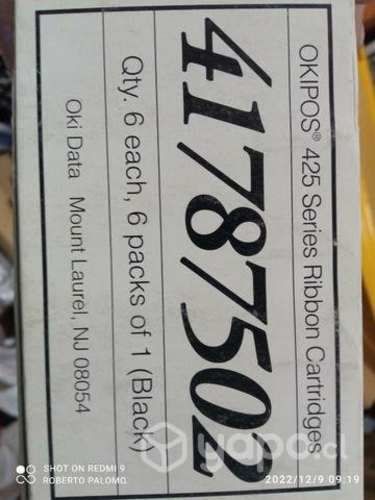 OKIPOS® 425 Series Ribbon Cartridges
41787502
Qty. 6 each, 6 packs of 1 (Black)
Oki Data Mount Laurel, NJ 08054
yapo.cl
SHOT ON REDMI 9
ROBERTO PALOMO.
2022/12/9 09:19